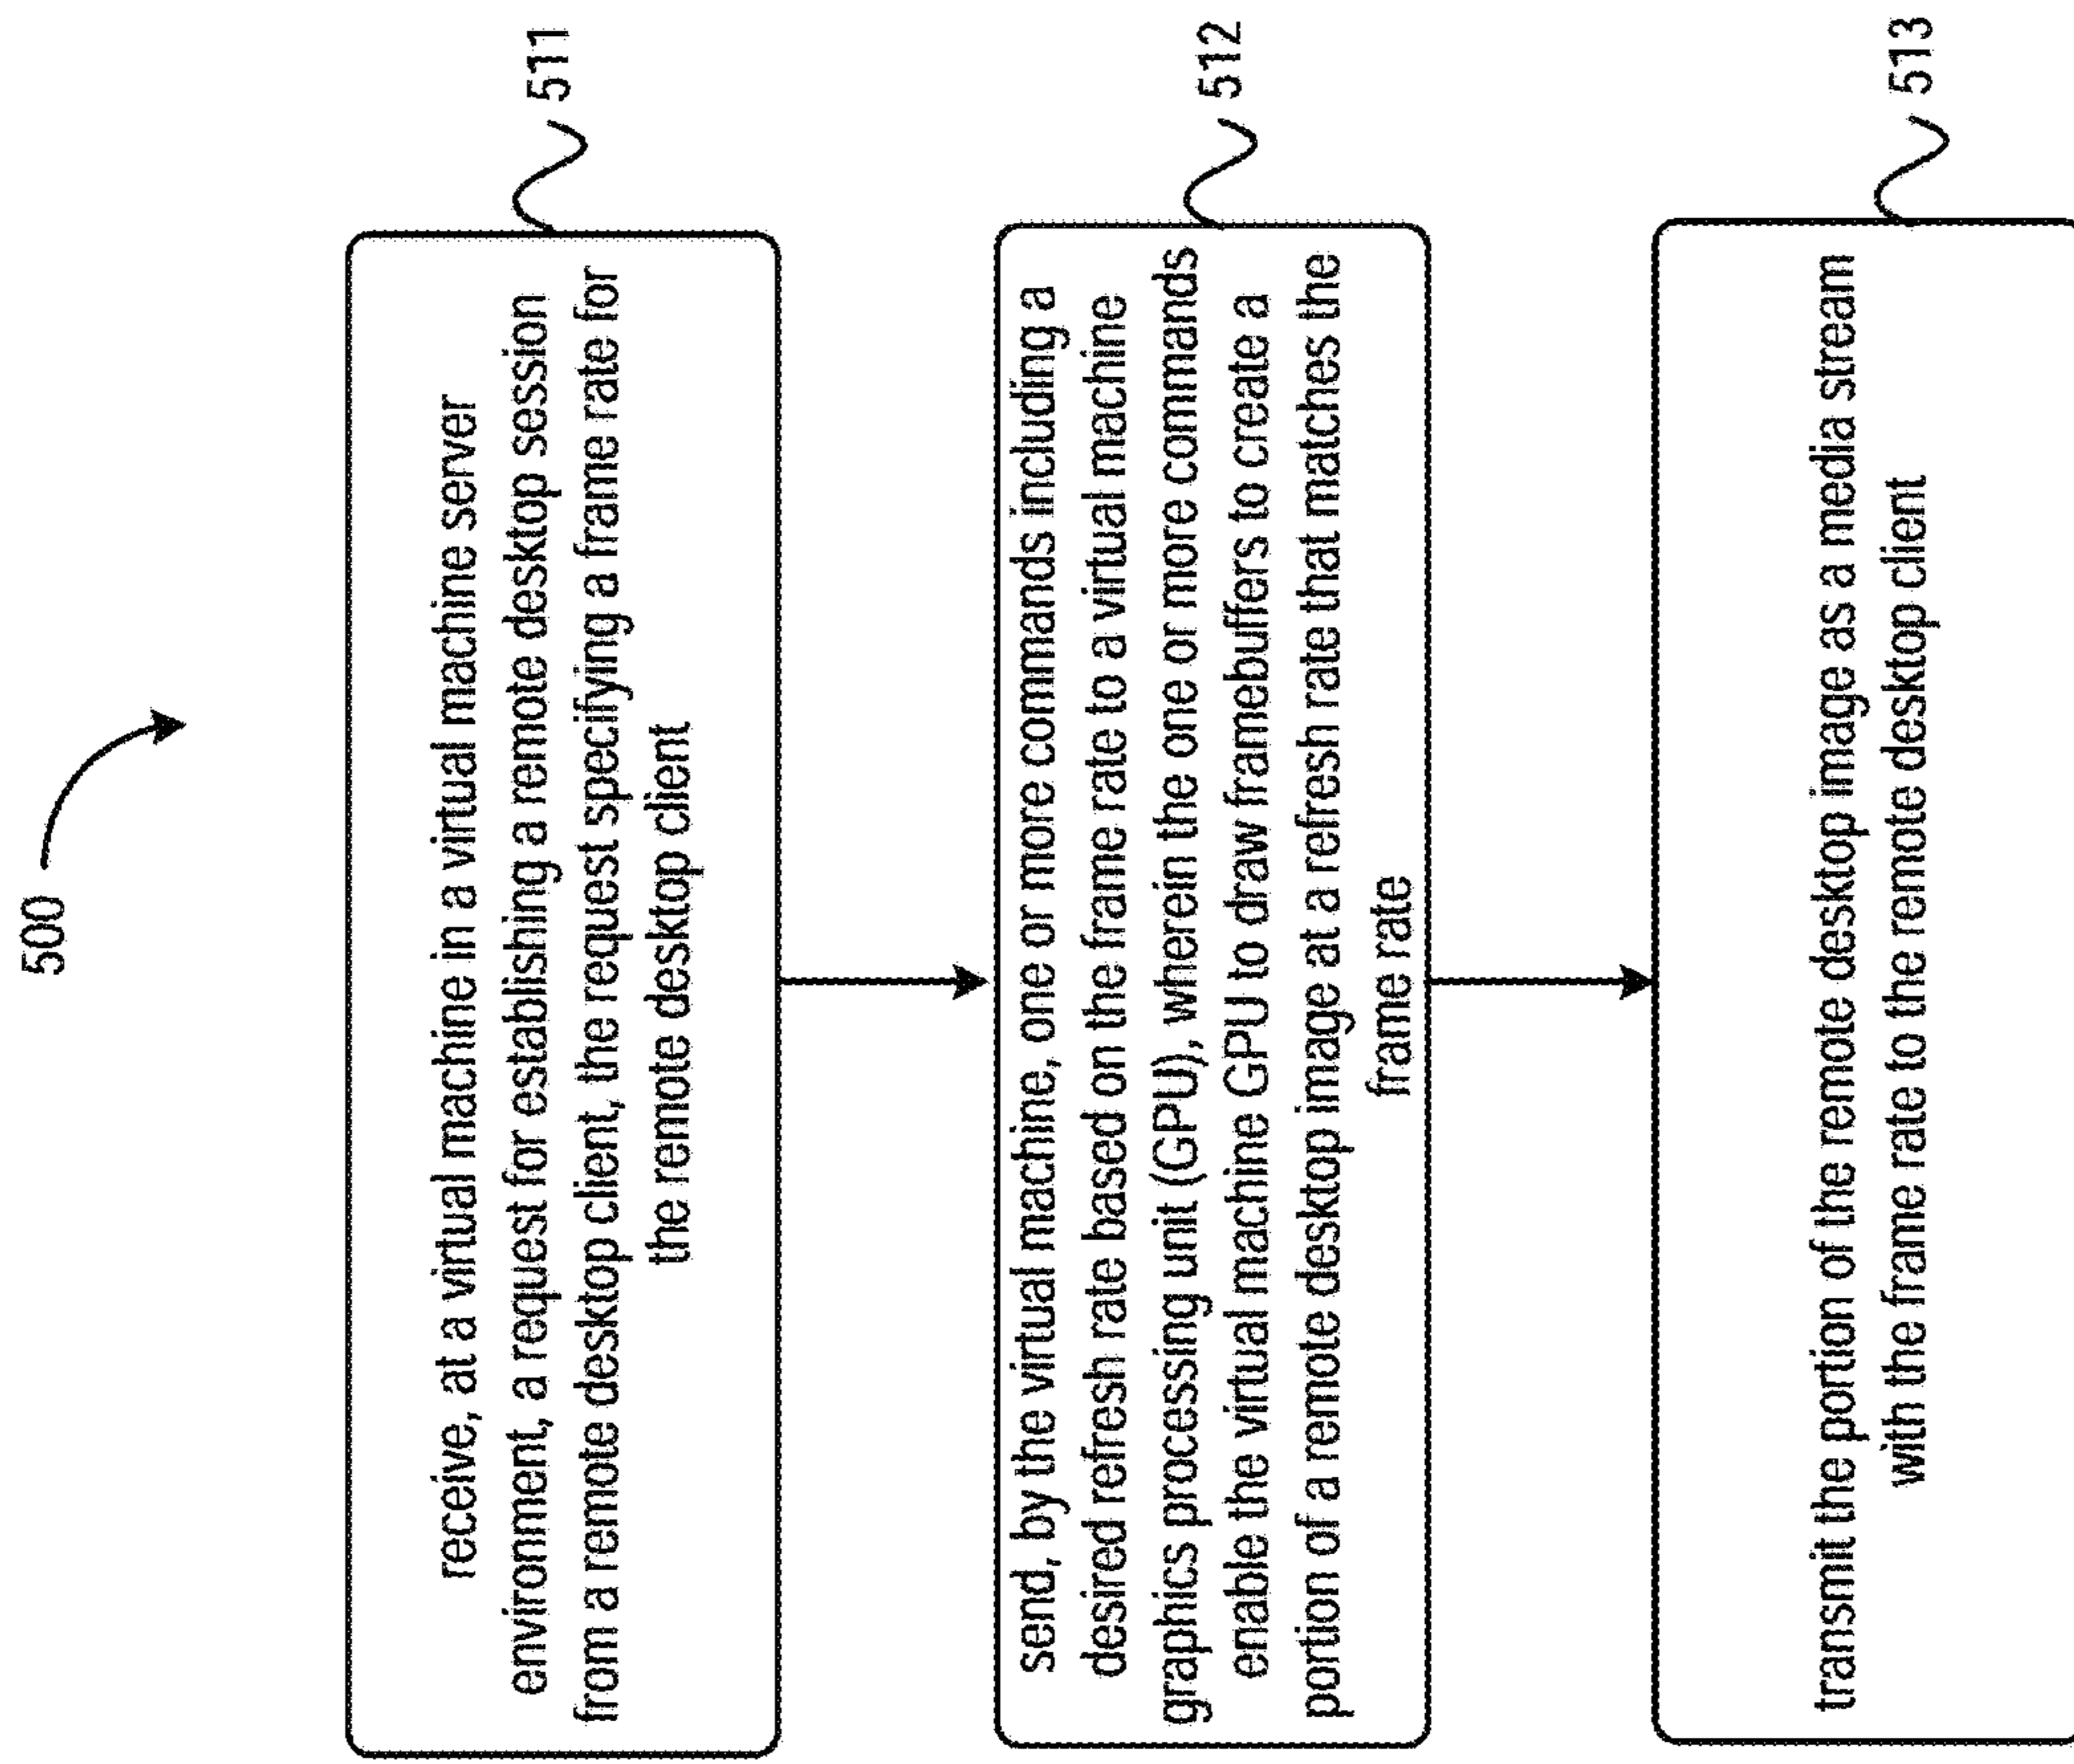 500
receive, at a virtual machine in a virtual machine server
environment, a request for establishing a remote desktop session
from a remote desktop client, the request specifying a frame rate for
the remote desktop client
511
send, by the virtual machine, one or more commands including a
desired refresh rate based on the frame rate to a virtual machine
graphics processing unit (GPU), wherein the one or more commands
enable the virtual machine GPU to draw framebuffers to create a
portion of a remote desktop image at a refresh rate that matches the
frame rate
512
transmit the portion of the remote desktop image as a media stream
with the frame rate to the remote desktop client
513